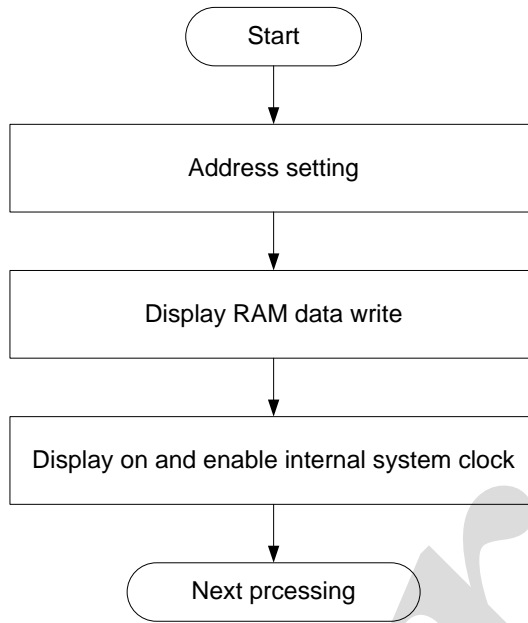 Start
Address setting
Display RAM data write
Display on and enable internal system clock
Next prcessing